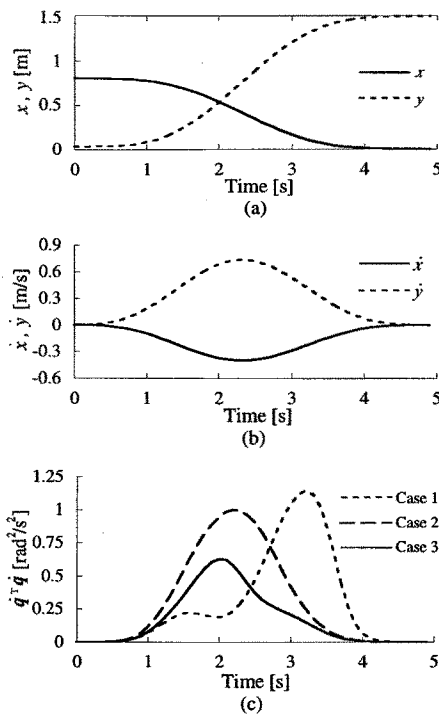 1.5
1
0.5
0
x, y [m]
x
y
0 1 2 3 4 5
Time [s]
(a)
0.9
0.6
0.3
0
-0.3
-0.6
ẋ, ẏ [m/s]
ẋ
ẏ
0 1 2 3 4 5
Time [s]
(b)
1.25
1
0.75
0.5
0.25
0
q̇ᵀq̇ [rad²/s²]
Case 1
Case 2
Case 3
0 1 2 3 4 5
Time [s]
(c)